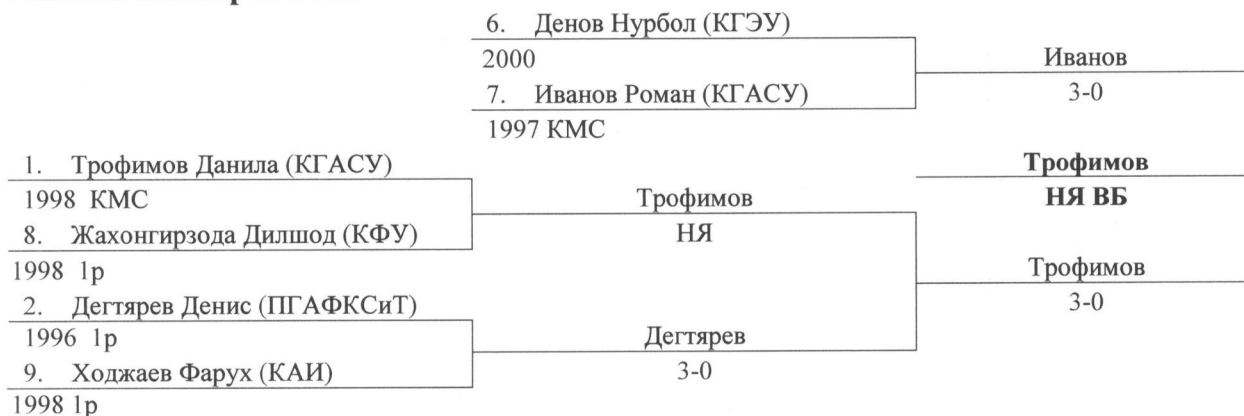 6. Денов Нурбол (КГЭУ)
2000
Иванов
7. Иванов Роман (КГАСУ)
3-0
1997 КМС
1. Трофимов Данила (КГАСУ)
Трофимов
1998 КМС
Трофимов
НЯ ВБ
8. Жахонгирзода Дилшод (КФУ)
НЯ
1998 1р
Трофимов
2. Дегтярев Денис (ПГАФКСиТ)
3-0
1996 1р
Дегтярев
9. Ходжаев Фарух (КАИ)
3-0
1998 1р